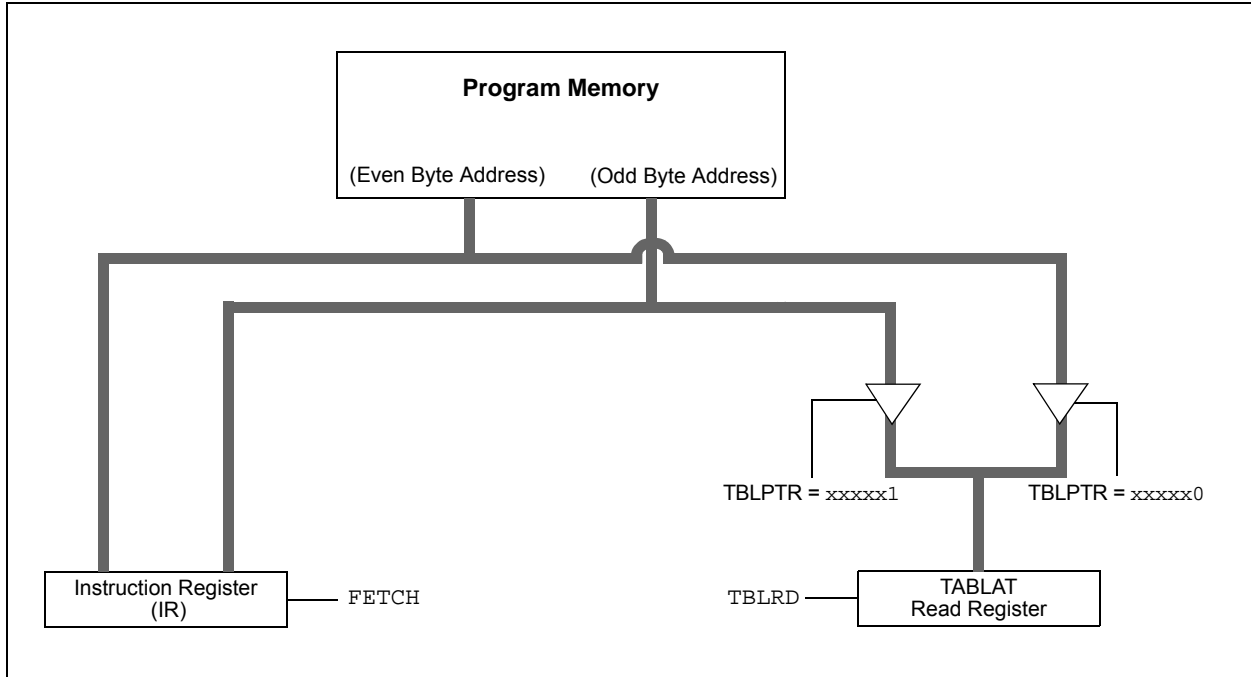 Program Memory
(Even Byte Address) (Odd Byte Address)
TBLPTR = xxxxx1 TBLPTR = xxxxx0
Instruction Register
(IR)
FETCH
TBLRD
TABLAT
Read Register